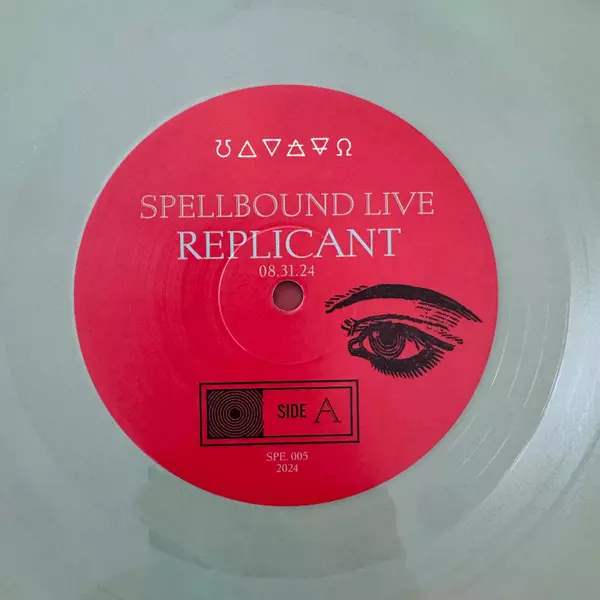 SPELLBOUND LIVE
REPLICANT
08.31.24
SIDE A
SPE. 005
2024